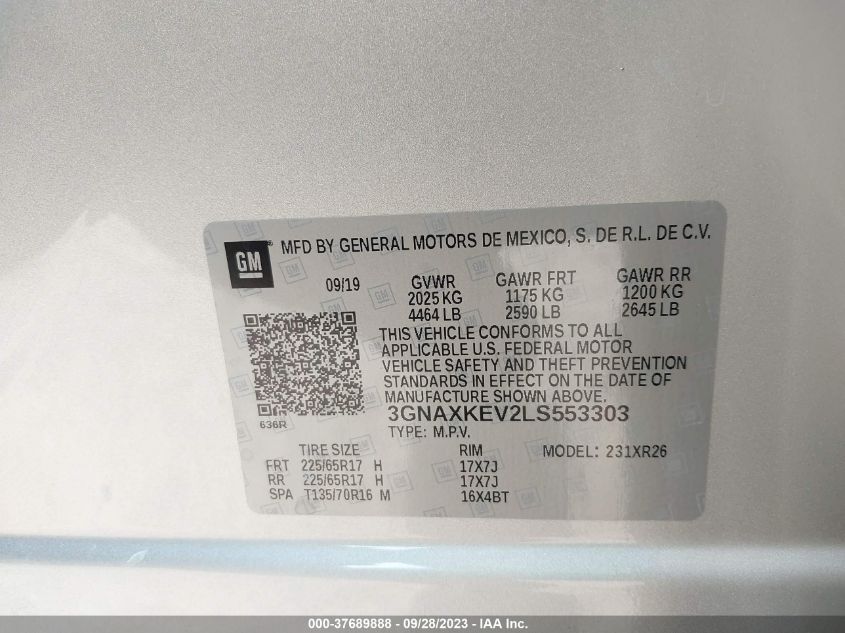 GM
®
MFD BY GENERAL MOTORS DE MEXICO, S. DE R.L. DE C.V.
09/19 GVWR GAWR FRT GAWR RR
2025 KG 1175 KG 1200 KG
4464 LB 2590 LB 2645 LB
THIS VEHICLE CONFORMS TO ALL
APPLICABLE U.S. FEDERAL MOTOR
VEHICLE SAFETY AND THEFT PREVENTION
STANDARDS IN EFFECT ON THE DATE OF
MANUFACTURE SHOWN ABOVE.
3GNAXKEV2LS553303
636R
TYPE: M.P.V.
TIRE SIZE RIM MODEL: 231XR26
FRT 225/65R17 H 17X7J
RR 225/65R17 H 17X7J
SPA T135/70R16 M 16X4BT
000-37689888 - 09/28/2023 - IAA Inc.